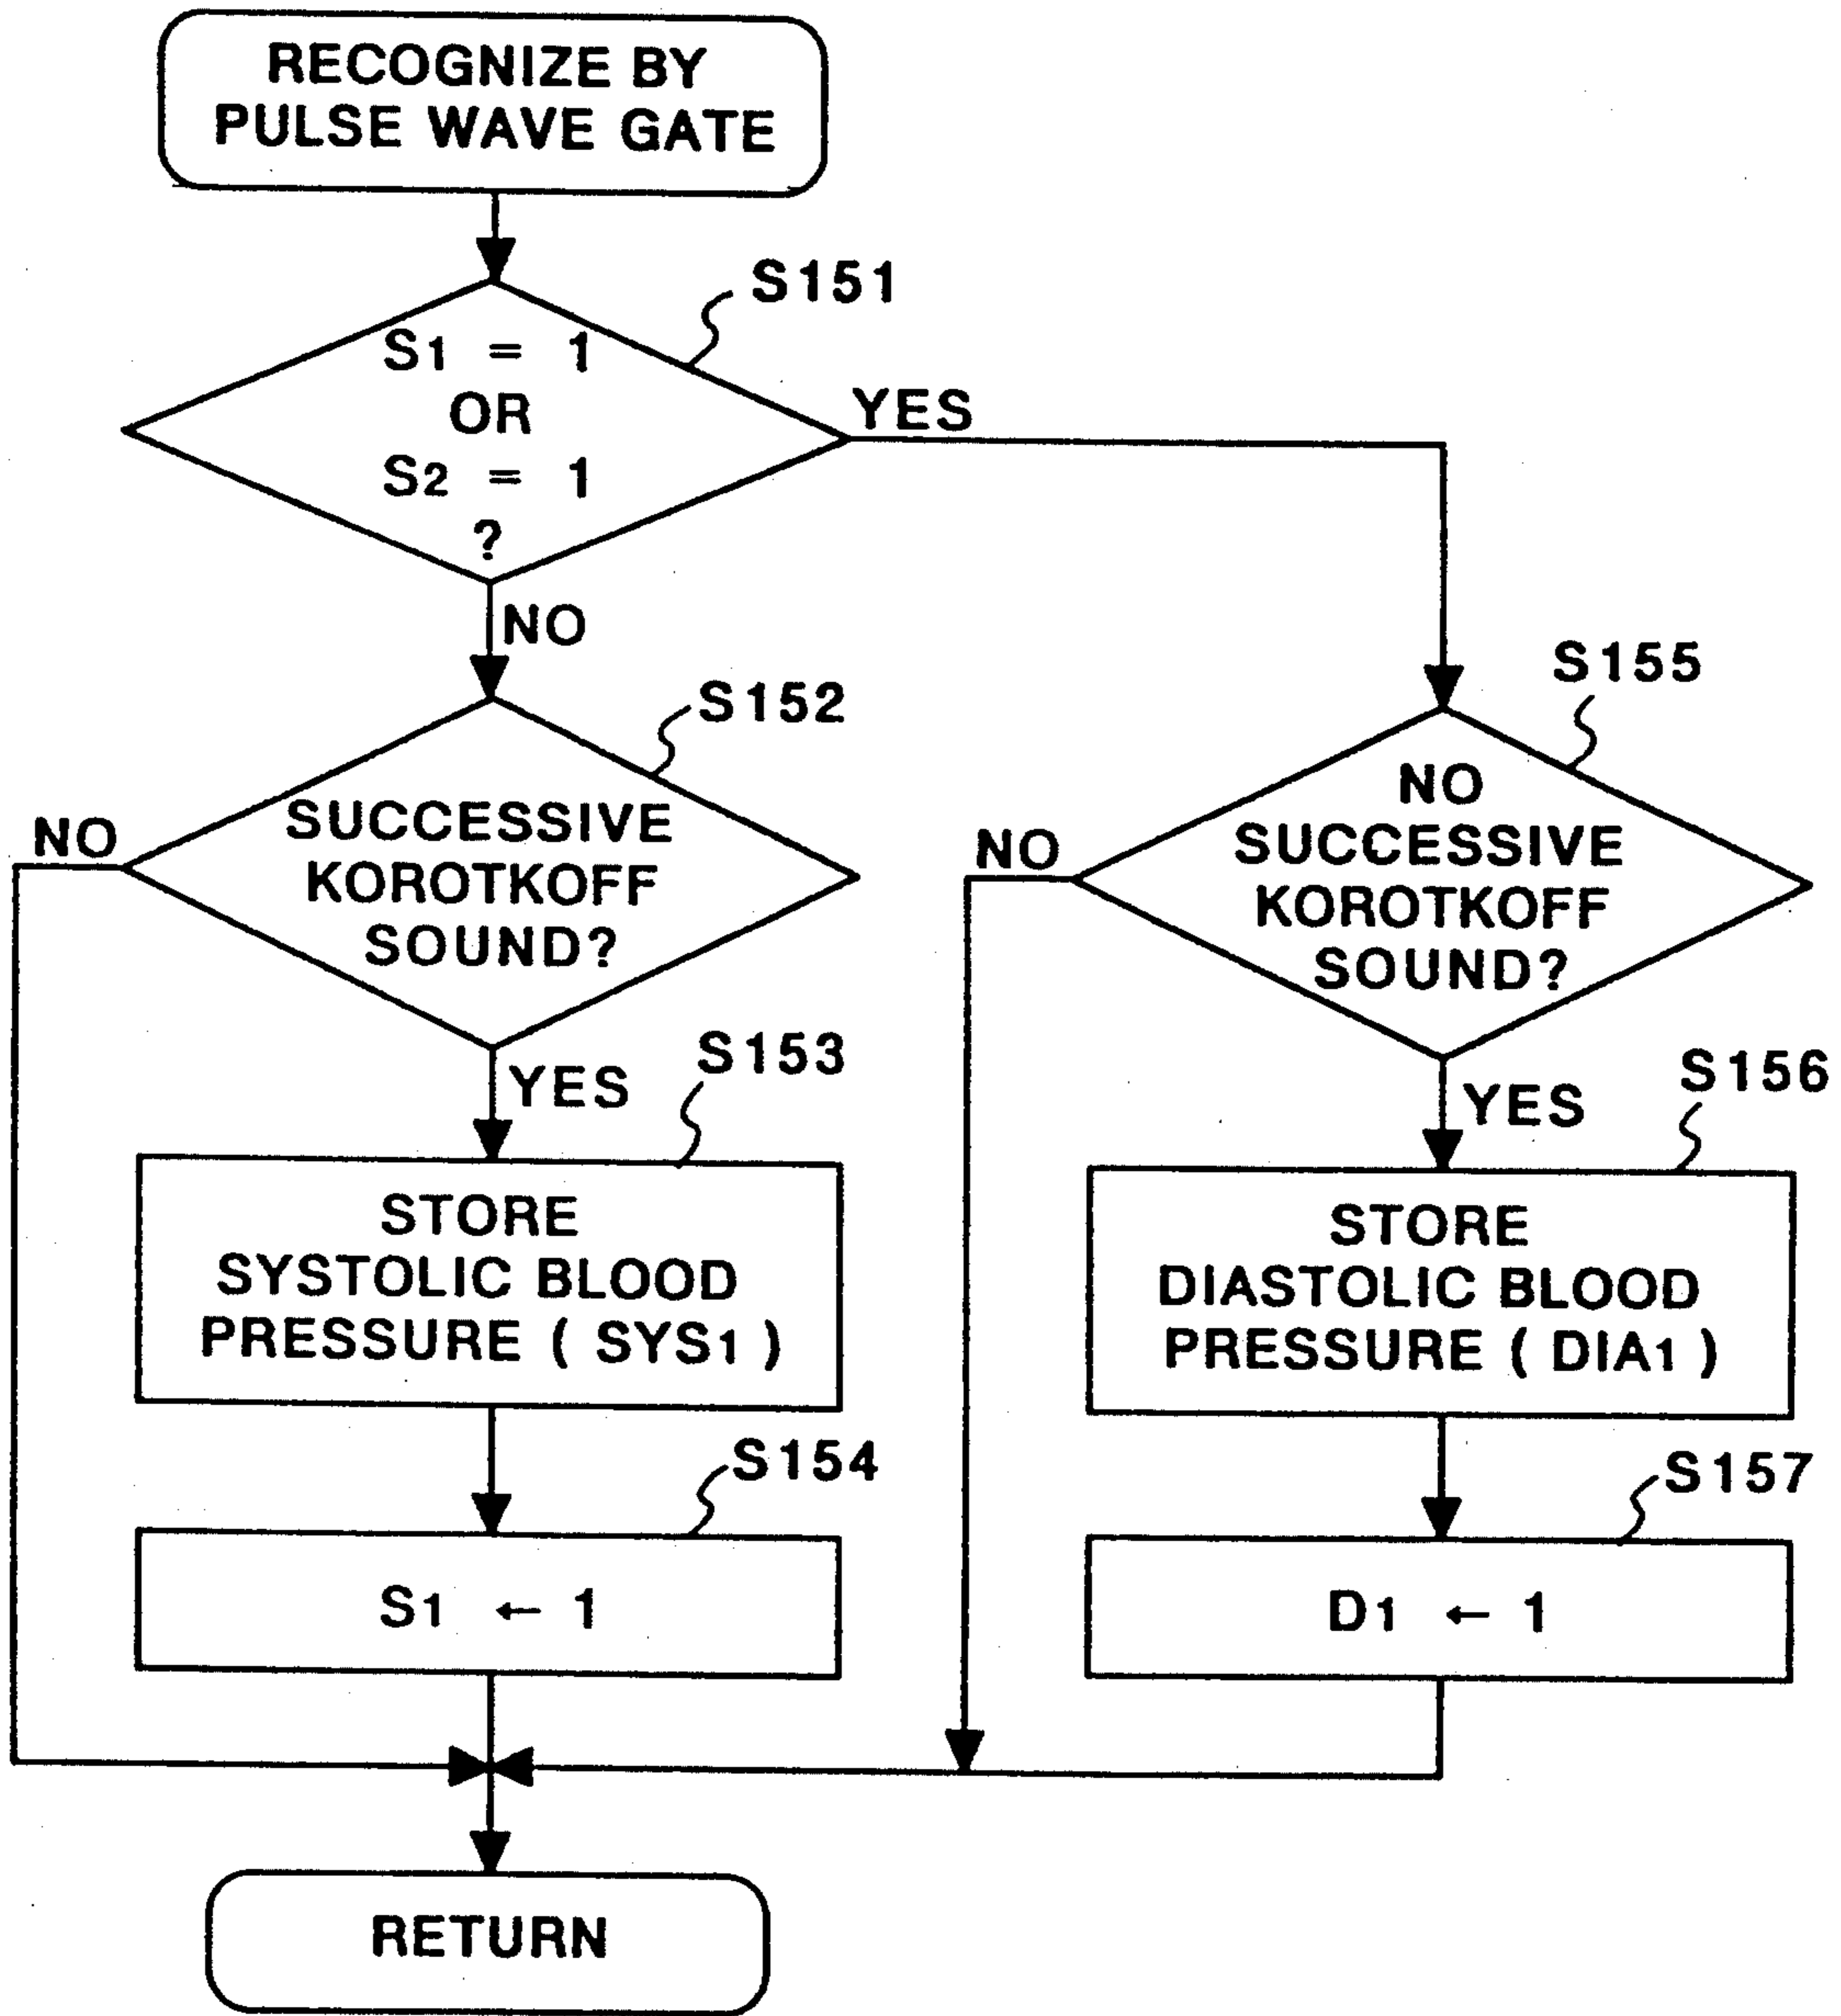 RECOGNIZE BY
PULSE WAVE GATE
S151
S1 = 1
OR
S2 = 1
?
YES
NO
S152
SUCCESSIVE
KOROTKOFF
SOUND?
NO
YES
S153
STORE
SYSTOLIC BLOOD
PRESSURE ( SYS1 )
S154
S1 ← 1
S155
NO
SUCCESSIVE
KOROTKOFF
SOUND?
NO
YES
S156
STORE
DIASTOLIC BLOOD
PRESSURE ( DIA1 )
S157
D1 ← 1
RETURN